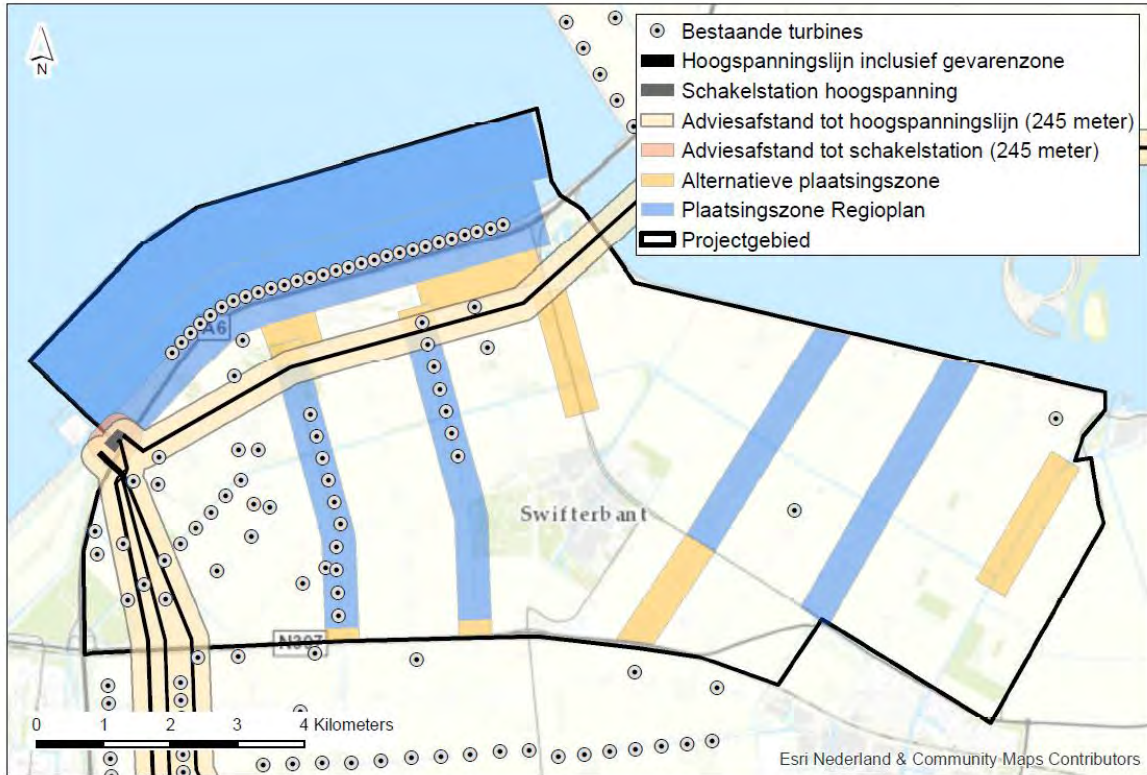 N
Bestaande turbines
Hoogspanningslijn inclusief gevarenzone
Schakelstation hoogspanning
Adviesafstand tot hoogspanningslijn (245 meter)
Adviesafstand tot schakelstation (245 meter)
Alternatieve plaatsingszone
Plaatsingszone Regioplan
Projectgebied
A6
Swifterbant
N307
0 1 2 3 4 Kilometers
Esri Nederland & Community Maps Contributors